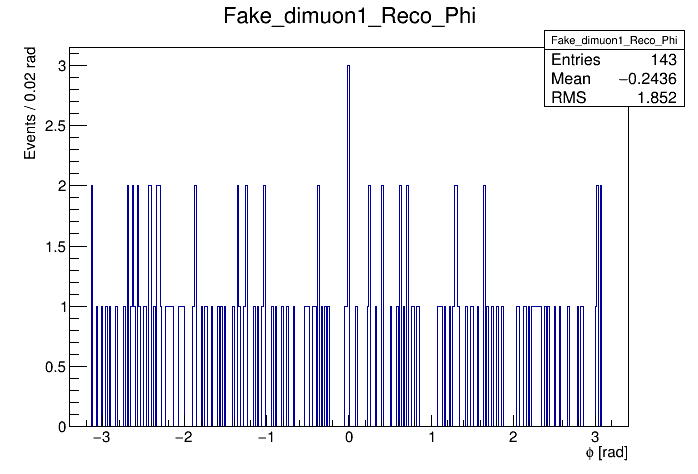 Fake_dimuon1_Reco_Phi
Fake_dimuon1_Reco_Phi
Entries 143
Mean −0.2436
RMS 1.852
Events / 0.02 rad
3
2.5
2
1.5
1
0.5
0
−3 −2 −1 0 1 2 3
ϕ [rad]